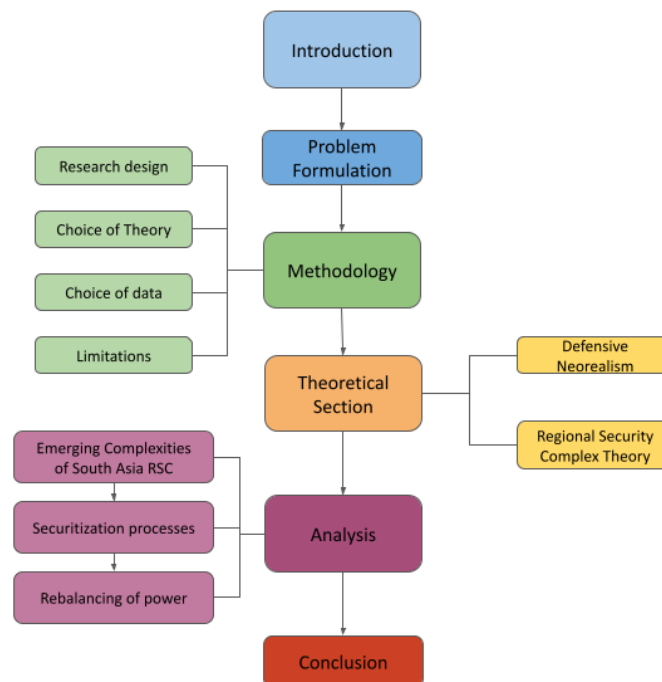 Introduction
Problem
Formulation
Research design
Choice of Theory
Methodology
Choice of data
Limitations
Theoretical
Section
Defensive
Neorealism
Regional Security
Complex Theory
Emerging Complexities
of South Asia RSC
Securitization processes
Analysis
Rebalancing of power
Conclusion